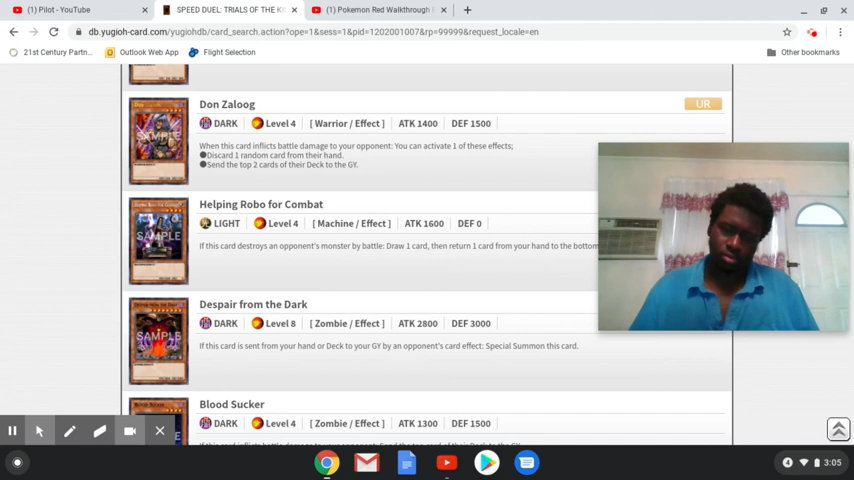 (1) Pilot - YouTube
SPEED DUEL: TRIALS OF THE KI
(1) Pokemon Red Walkthrough
db.yugioh-card.com/yugiohdb/card_search.action?ope=1&sess=1&pid=1202001007&rp=99999&request_locale=en
21st Century Partn...
Outlook Web App
Flight Selection
Other bookmarks
Don Zaloog
UR
DARK Level 4 [ Warrior / Effect ] ATK 1400 DEF 1500
When this card inflicts battle damage to your opponent: You can activate 1 of these effects;
●Discard 1 random card from their hand.
●Send the top 2 cards of their Deck to the GY.
SAMPLE
Helping Robo for Combat
LIGHT Level 4 [ Machine / Effect ] ATK 1600 DEF 0
If this card destroys an opponent's monster by battle: Draw 1 card, then return 1 card from your hand to the bottom
SAMPLE
Despair from the Dark
DARK Level 8 [ Zombie / Effect ] ATK 2800 DEF 3000
If this card is sent from your hand or Deck to your GY by an opponent's card effect: Special Summon this card.
SAMPLE
Blood Sucker
DARK Level 4 [ Zombie / Effect ] ATK 1300 DEF 1500
4
3:05